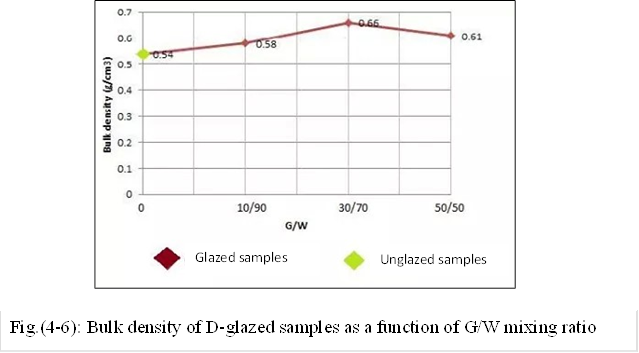 0.7
0.6
0.5
0.4
0.3
0.2
0.1
0
Bulk density (g/cm3)
0.54
0.58
0.66
0.61
0 10/90 30/70 50/50
G/W
Glazed samples Unglazed samples
Fig.(4-6): Bulk density of D-glazed samples as a function of G/W mixing ratio